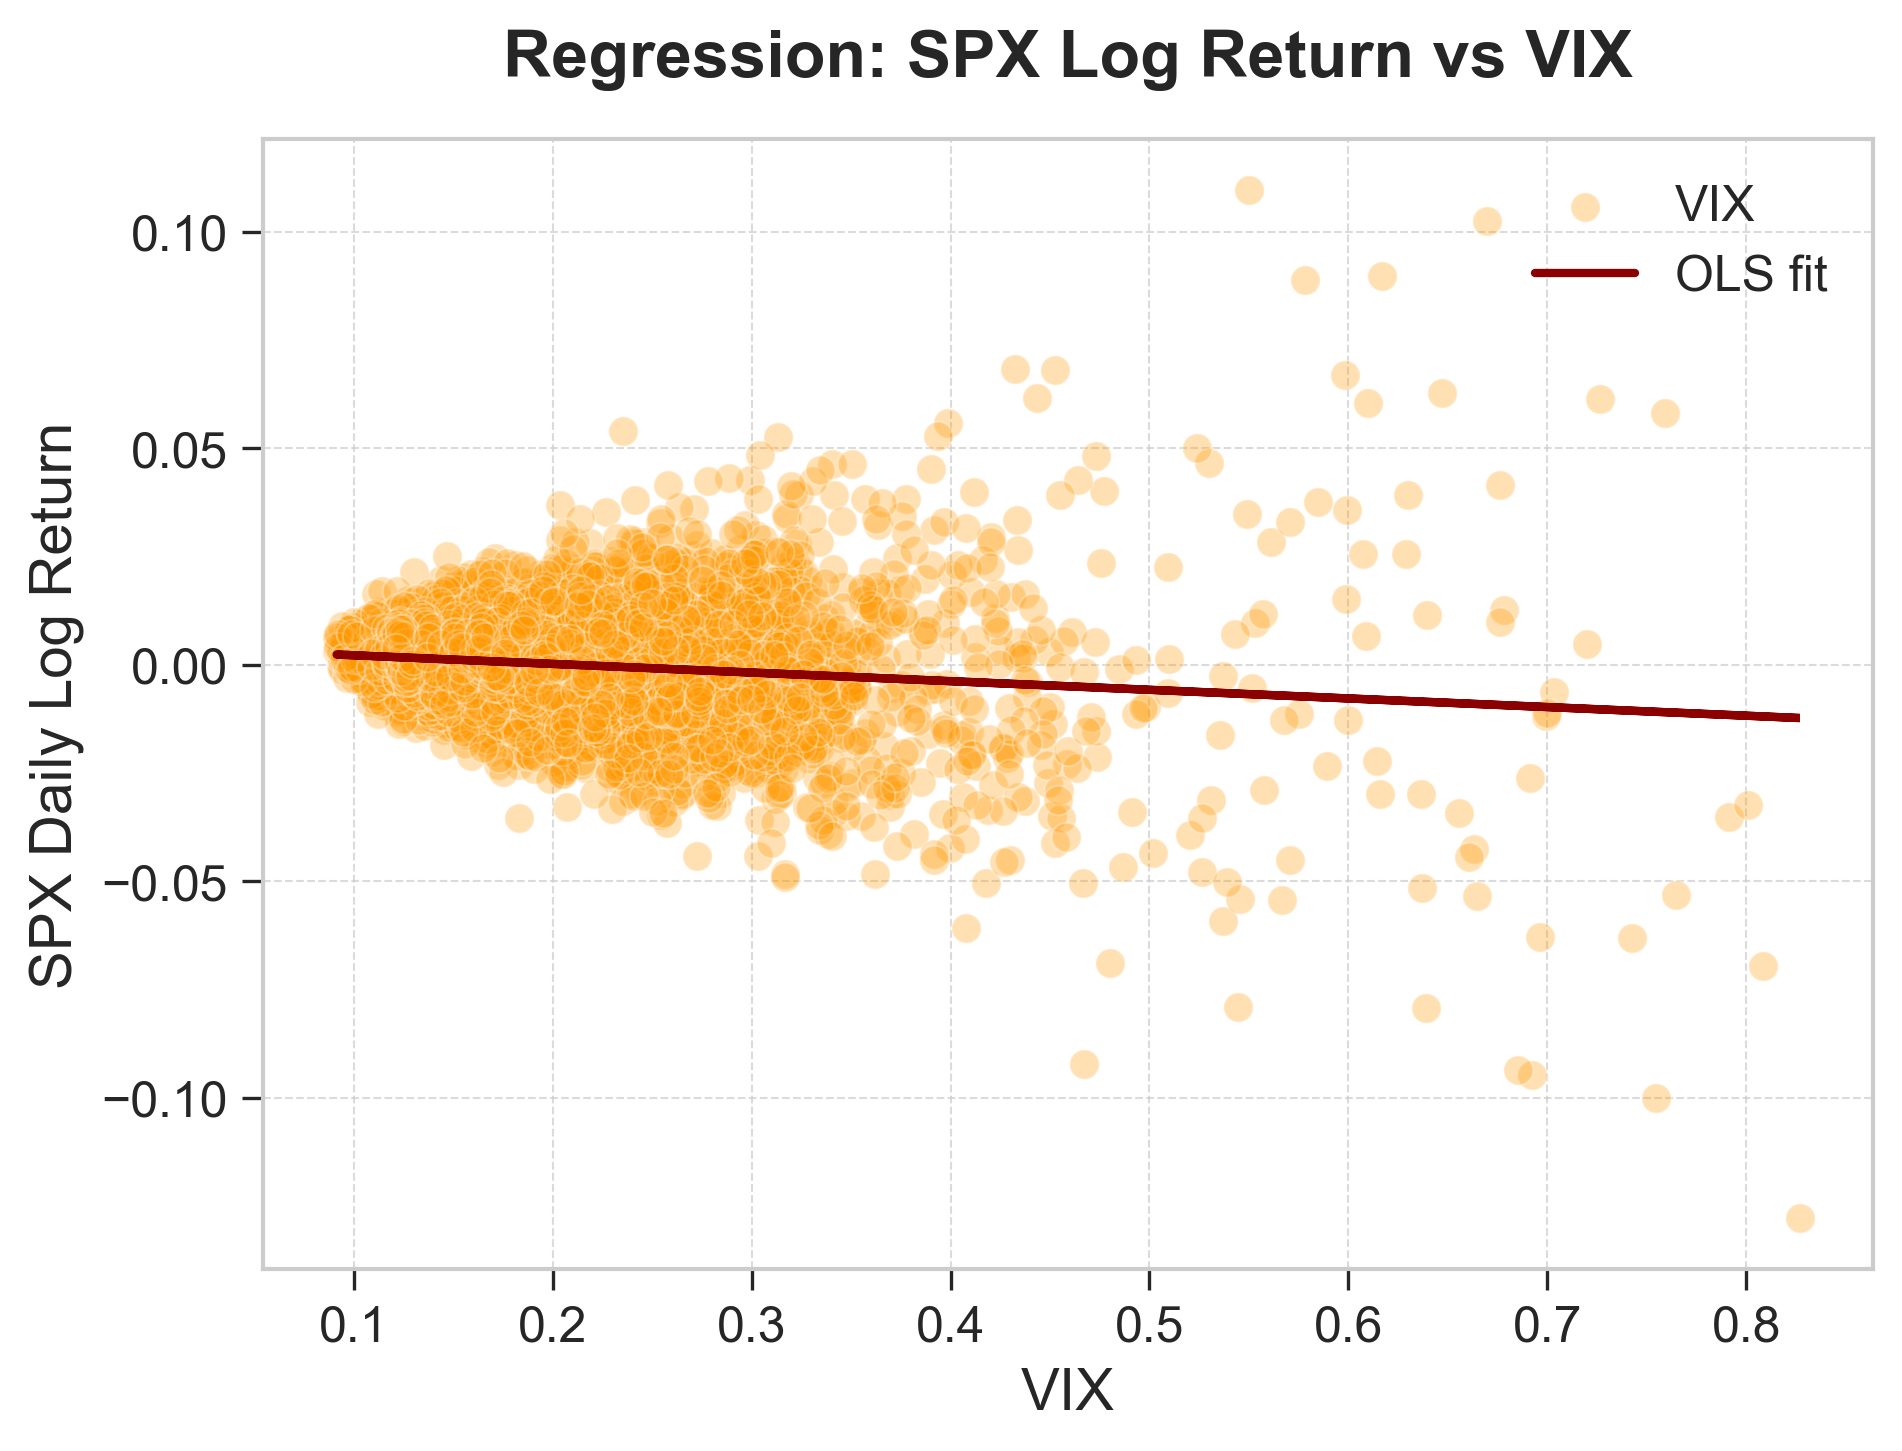 Regression: SPX Log Return vs VIX
VIX
OLS fit
SPX Daily Log Return
0.10
0.05
0.00
−0.05
−0.10
0.1
0.2
0.3
0.4
0.5
0.6
0.7
0.8
VIX